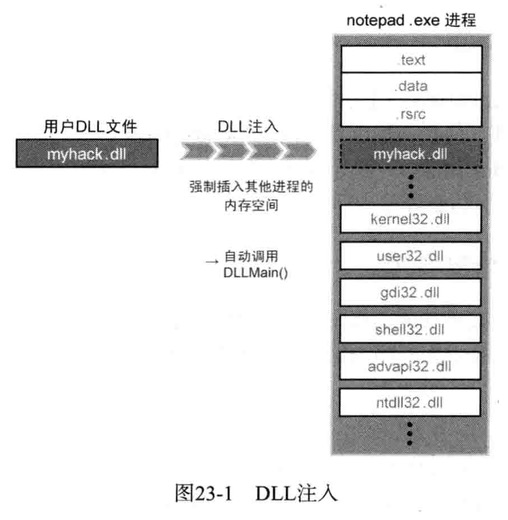 notepad .exe 进程
.text
.data
.rsrc
用户DLL文件
DLL注入
myhack.dll
myhack.dll
强制插入其他进程的
内存空间
kernel32.dll
→ 自动调用
DLLMain()
user32.dll
gdi32.dll
shell32.dll
advapi32.dll
ntdll32.dll
图23-1 DLL注入